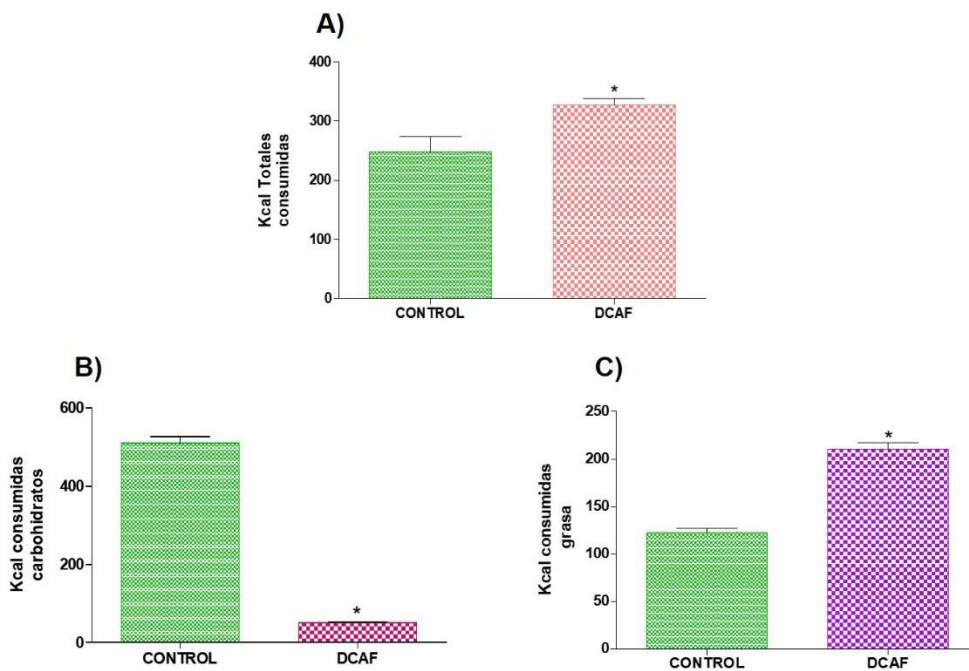 A)
Kcal Totales
consumidas
400
300
200
100
0
*
CONTROL
DCAF
B)
Kcal consumidas
carbohidratos
600
400
200
0
*
CONTROL
DCAF
C)
Kcal consumidas
grasa
250
200
150
100
50
0
*
CONTROL
DCAF